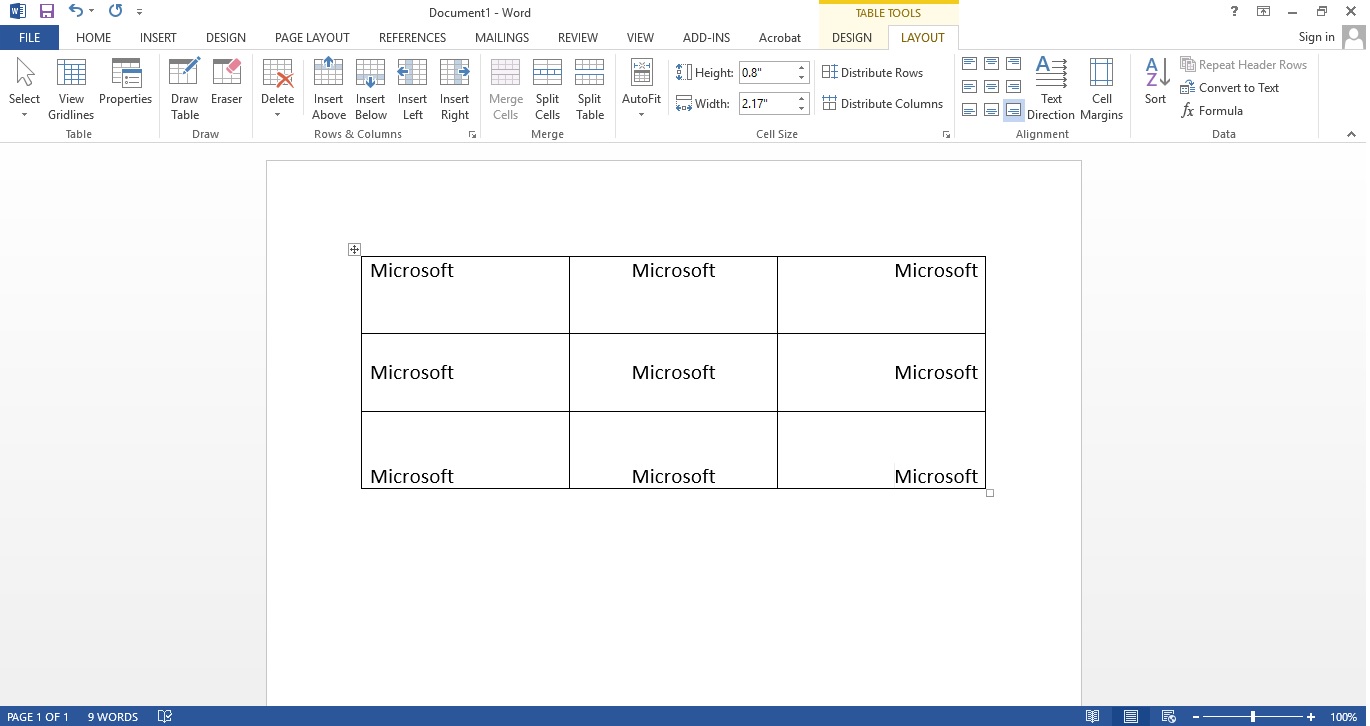 Document1 - Word
TABLE TOOLS
?
FILE HOME INSERT DESIGN PAGE LAYOUT REFERENCES MAILINGS REVIEW VIEW ADD-INS Acrobat DESIGN LAYOUT Sign in
Select
View Gridlines
Properties
Table
Draw Table
Eraser
Draw
Delete
Insert Above
Insert Below
Insert Left
Insert Right
Rows & Columns
Merge Cells
Split Cells
Split Table
Merge
AutoFit
Height: 0.8"
Width: 2.17"
Distribute Rows
Distribute Columns
Cell Size
A
Text Direction
Cell Margins
Alignment
A
Z
Sort
Repeat Header Rows
Convert to Text
fx Formula
Data
Microsoft Microsoft Microsoft
Microsoft Microsoft Microsoft
Microsoft Microsoft Microsoft
PAGE 1 OF 1 9 WORDS 100%